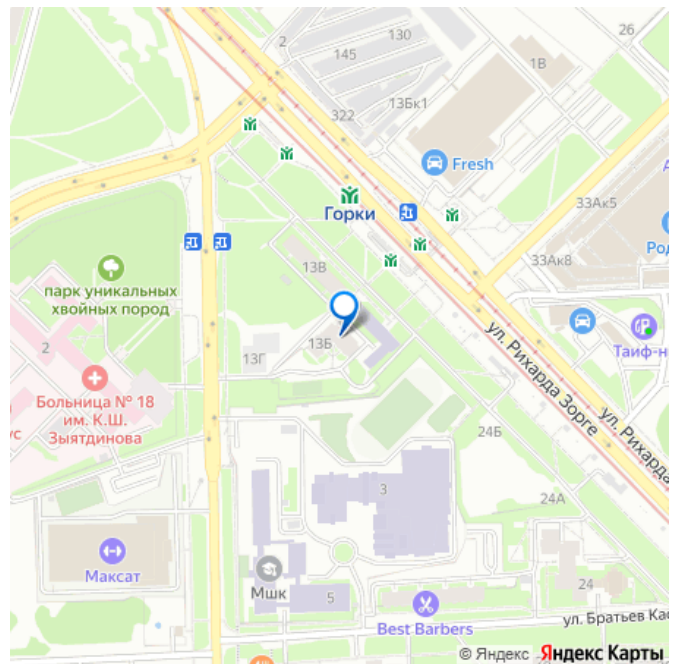 26
130
2
145
1В
13Бк1
322
Fresh
33Ак5
А
Горки
Род
33Ак8
13В
парк уникальных
хвойных пород
2
13Б
13Г
Таиф-н
ул. Рихарда Зорге
Больница № 18
им. К.Ш.
Зыятдинова
ус
ул. Рихарда
24Б
3
24А
Максат
Мшк
5
24
Best Barbers
ул. Братьев Кас
© Яндекс Яндекс Карты